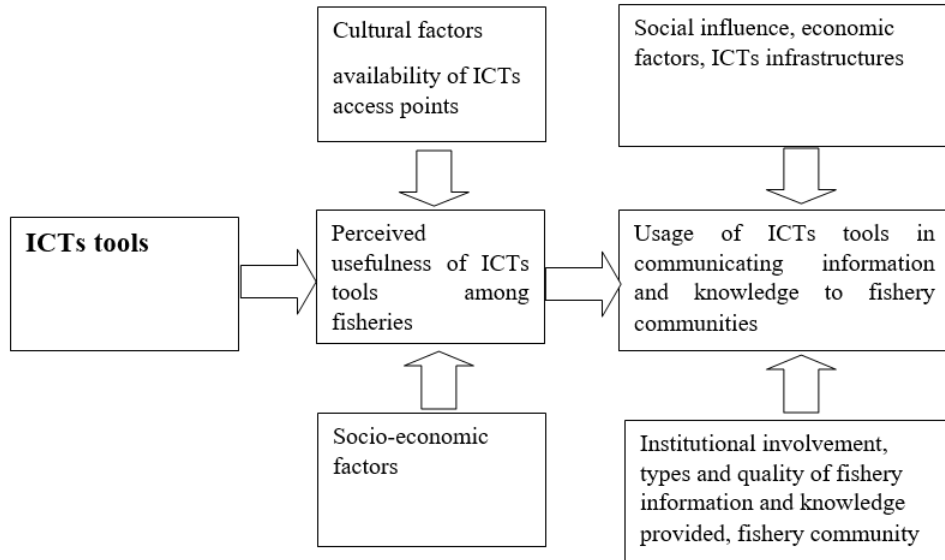 Cultural factors
availability of ICTs
access points
Social influence, economic
factors, ICTs infrastructures
ICTs tools
Perceived
usefulness of ICTs
tools among
fisheries
Usage of ICTs tools in
communicating information
and knowledge to fishery
communities
Socio-economic
factors
Institutional involvement,
types and quality of fishery
information and knowledge
provided, fishery community